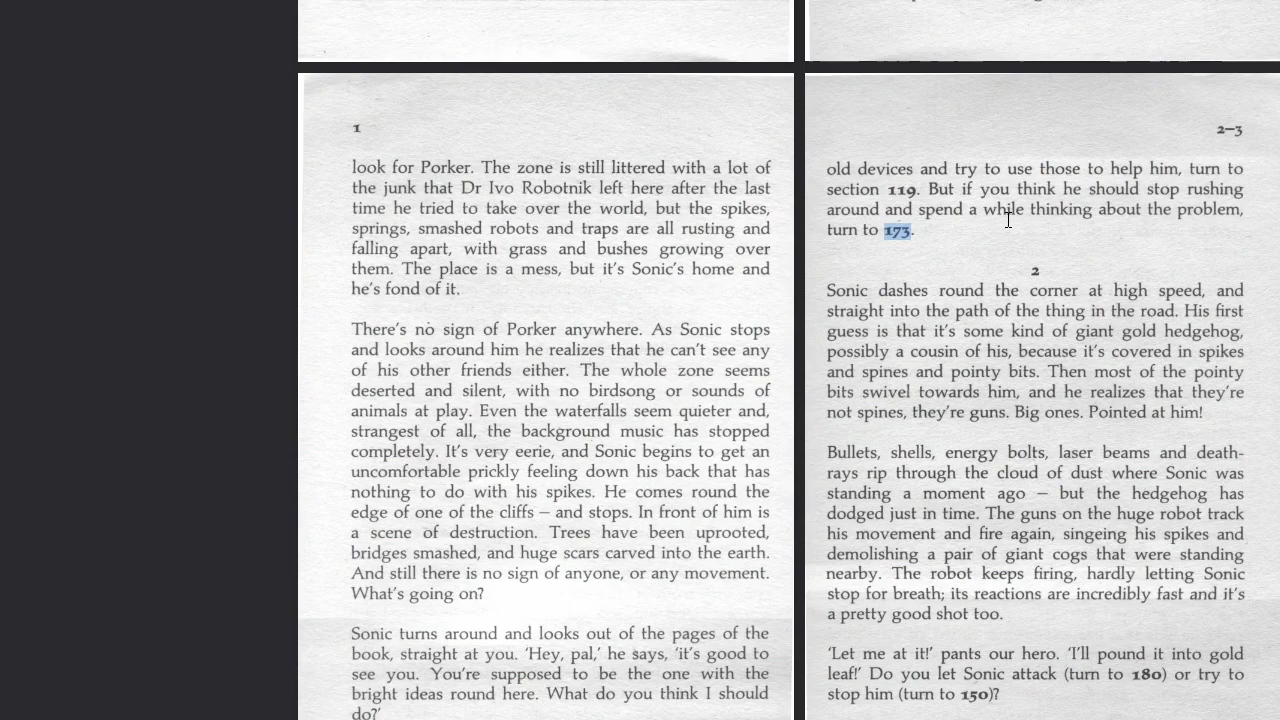 1
look for Porker. The zone is still littered with a lot of
the junk that Dr Ivo Robotnik left here after the last
time he tried to take over the world, but the spikes,
springs, smashed robots and traps are all rusting and
falling apart, with grass and bushes growing over
them. The place is a mess, but it's Sonic's home and
he's fond of it.
There's no sign of Porker anywhere. As Sonic stops
and looks around him he realizes that he can't see any
of his other friends either. The whole zone seems
deserted and silent, with no birdsong or sounds of
animals at play. Even the waterfalls seem quieter and,
strangest of all, the background music has stopped
completely. It's very eerie, and Sonic begins to get an
uncomfortable prickly feeling down his back that has
nothing to do with his spikes. He comes round the
edge of one of the cliffs – and stops. In front of him is
a scene of destruction. Trees have been uprooted,
bridges smashed, and huge scars carved into the earth.
And still there is no sign of anyone, or any movement.
What's going on?
Sonic turns around and looks out of the pages of the
book, straight at you. 'Hey, pal,' he says, 'it's good to
see you. You're supposed to be the one with the
bright ideas round here. What do you think I should
do?'
2–3
old devices and try to use those to help him, turn to
section 119. But if you think he should stop rushing
around and spend a while thinking about the problem,
turn to 173.
2
Sonic dashes round the corner at high speed, and
straight into the path of the thing in the road. His first
guess is that it's some kind of giant gold hedgehog,
possibly a cousin of his, because it's covered in spikes
and spines and pointy bits. Then most of the pointy
bits swivel towards him, and he realizes that they're
not spines, they're guns. Big ones. Pointed at him!
Bullets, shells, energy bolts, laser beams and death-
rays rip through the cloud of dust where Sonic was
standing a moment ago – but the hedgehog has
dodged just in time. The guns on the huge robot track
his movement and fire again, singeing his spikes and
demolishing a pair of giant cogs that were standing
nearby. The robot keeps firing, hardly letting Sonic
stop for breath; its reactions are incredibly fast and it's
a pretty good shot too.
'Let me at it!' pants our hero. 'I'll pound it into gold
leaf!' Do you let Sonic attack (turn to 180) or try to
stop him (turn to 150)?